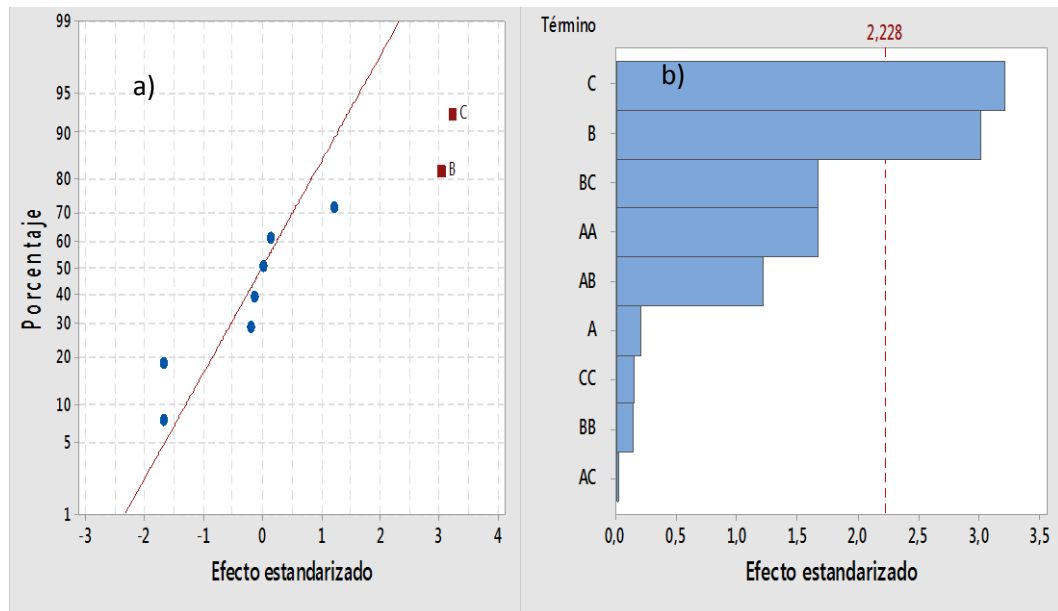 a)
99
95
90
80
70
60
50
40
30
20
10
5
1
Porcentaje
C
B
-3 -2 -1 0 1 2 3 4
Efecto estandarizado
Término
2,228
b)
C
B
BC
AA
AB
A
CC
BB
AC
0,0 0,5 1,0 1,5 2,0 2,5 3,0 3,5
Efecto estandarizado